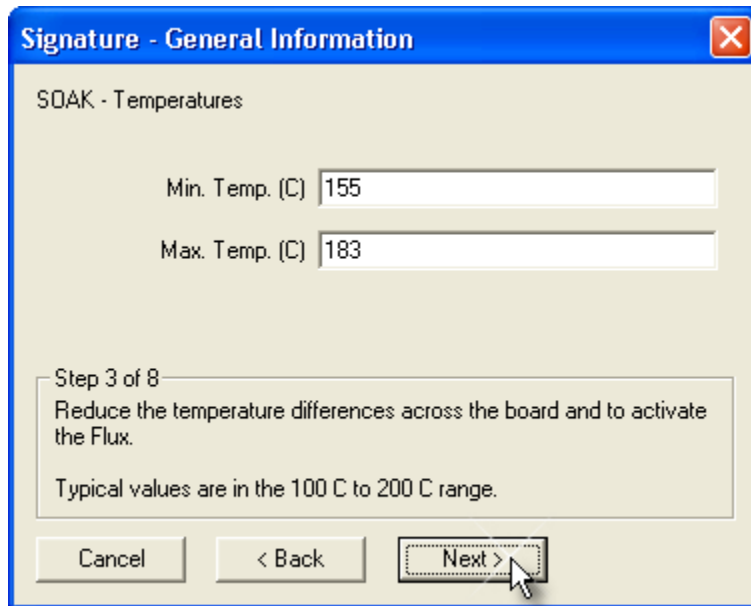 Signature - General Information
SOAK - Temperatures
Min. Temp. (C) 155
Max. Temp. (C) 183
Step 3 of 8
Reduce the temperature differences across the board and to activate
the Flux.
Typical values are in the 100 C to 200 C range.
Cancel < Back Next >